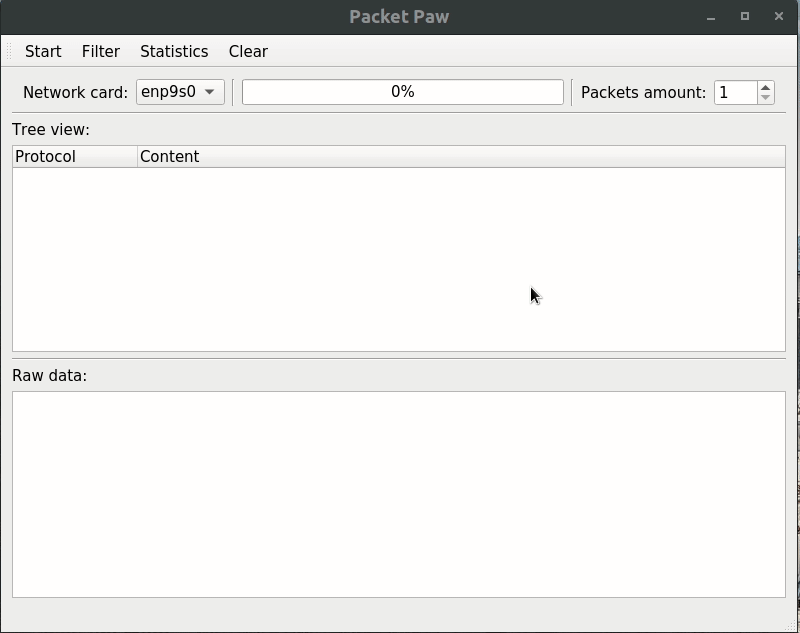 Packet Paw
Start Filter Statistics Clear
Network card: enp9s0 0% Packets amount: 1
Tree view:
Protocol Content
Raw data: